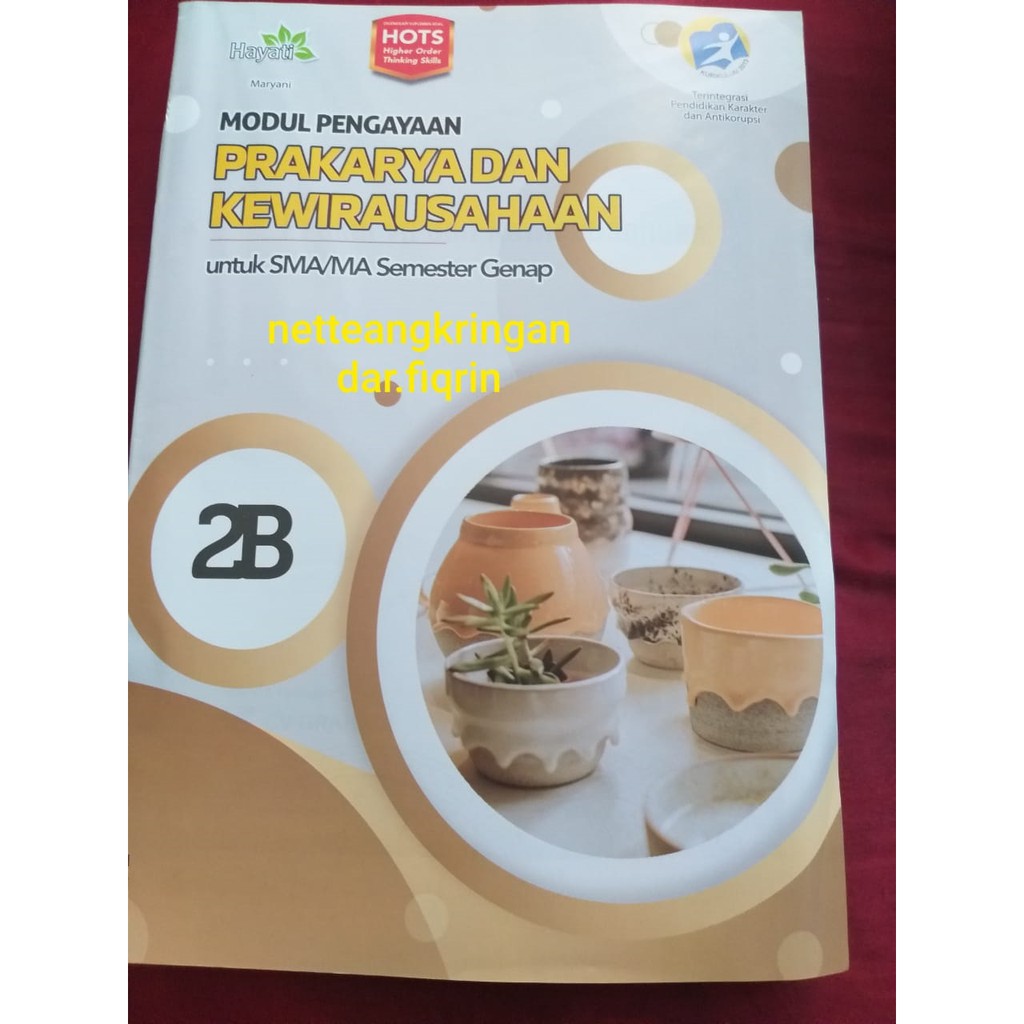 Hayati
Maryani
HOTS
Higher Order
Thinking Skills
Terintegrasi
Pendidikan Karakter
dan Antikorupsi
MODUL PENGAYAAN
PRAKARYA DAN
KEWIRAUSAHAAN
untuk SMA/MA Semester Genap
netteangkringan
dar.fiqrin
2B